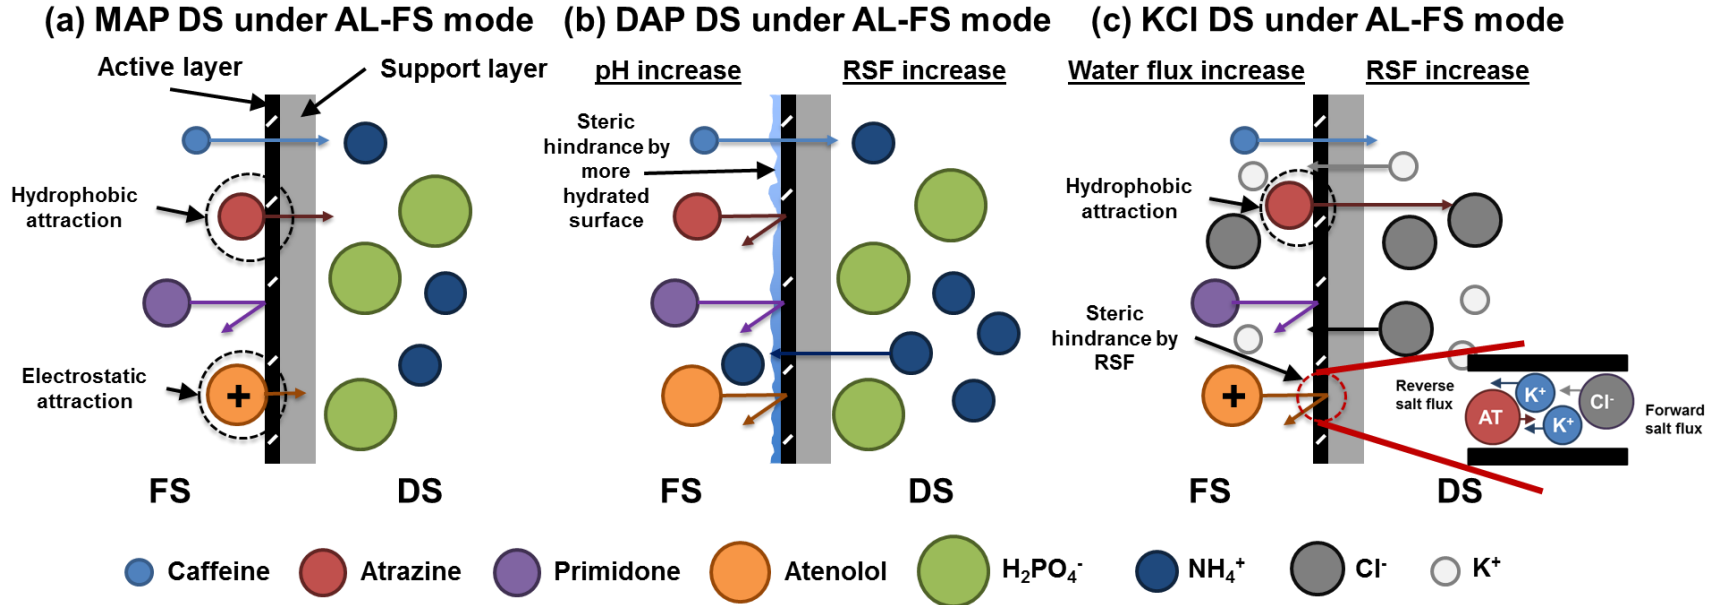 (a) MAP DS under AL-FS mode
Active layer
Support layer
Hydrophobic
attraction
Electrostatic
attraction
+
FS
DS
(b) DAP DS under AL-FS mode
pH increase
RSF increase
Steric
hindrance by
more
hydrated
surface
FS
DS
(c) KCl DS under AL-FS mode
Water flux increase
RSF increase
Hydrophobic
attraction
Steric
hindrance by
RSF
+
Reverse
salt flux
AT
K⁺
K⁺
Cl⁻
Forward
salt flux
FS
DS
Caffeine
Atrazine
Primidone
Atenolol
H₂PO₄⁻
NH₄⁺
Cl⁻
K⁺